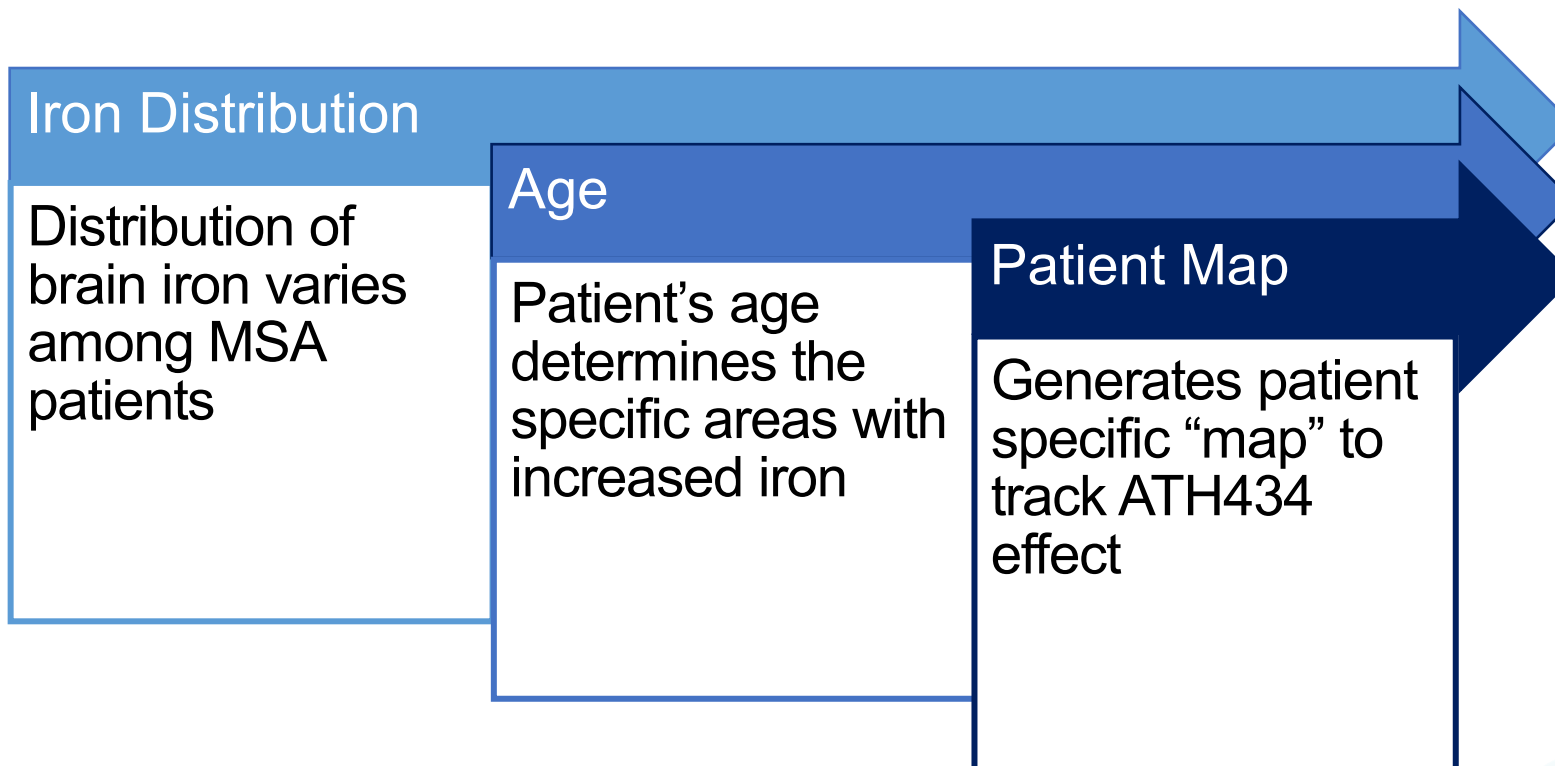 Iron Distribution
Distribution of
brain iron varies
among MSA
patients
Age
Patient’s age
determines the
specific areas with
increased iron
Patient Map
Generates patient
specific “map” to
track ATH434
effect